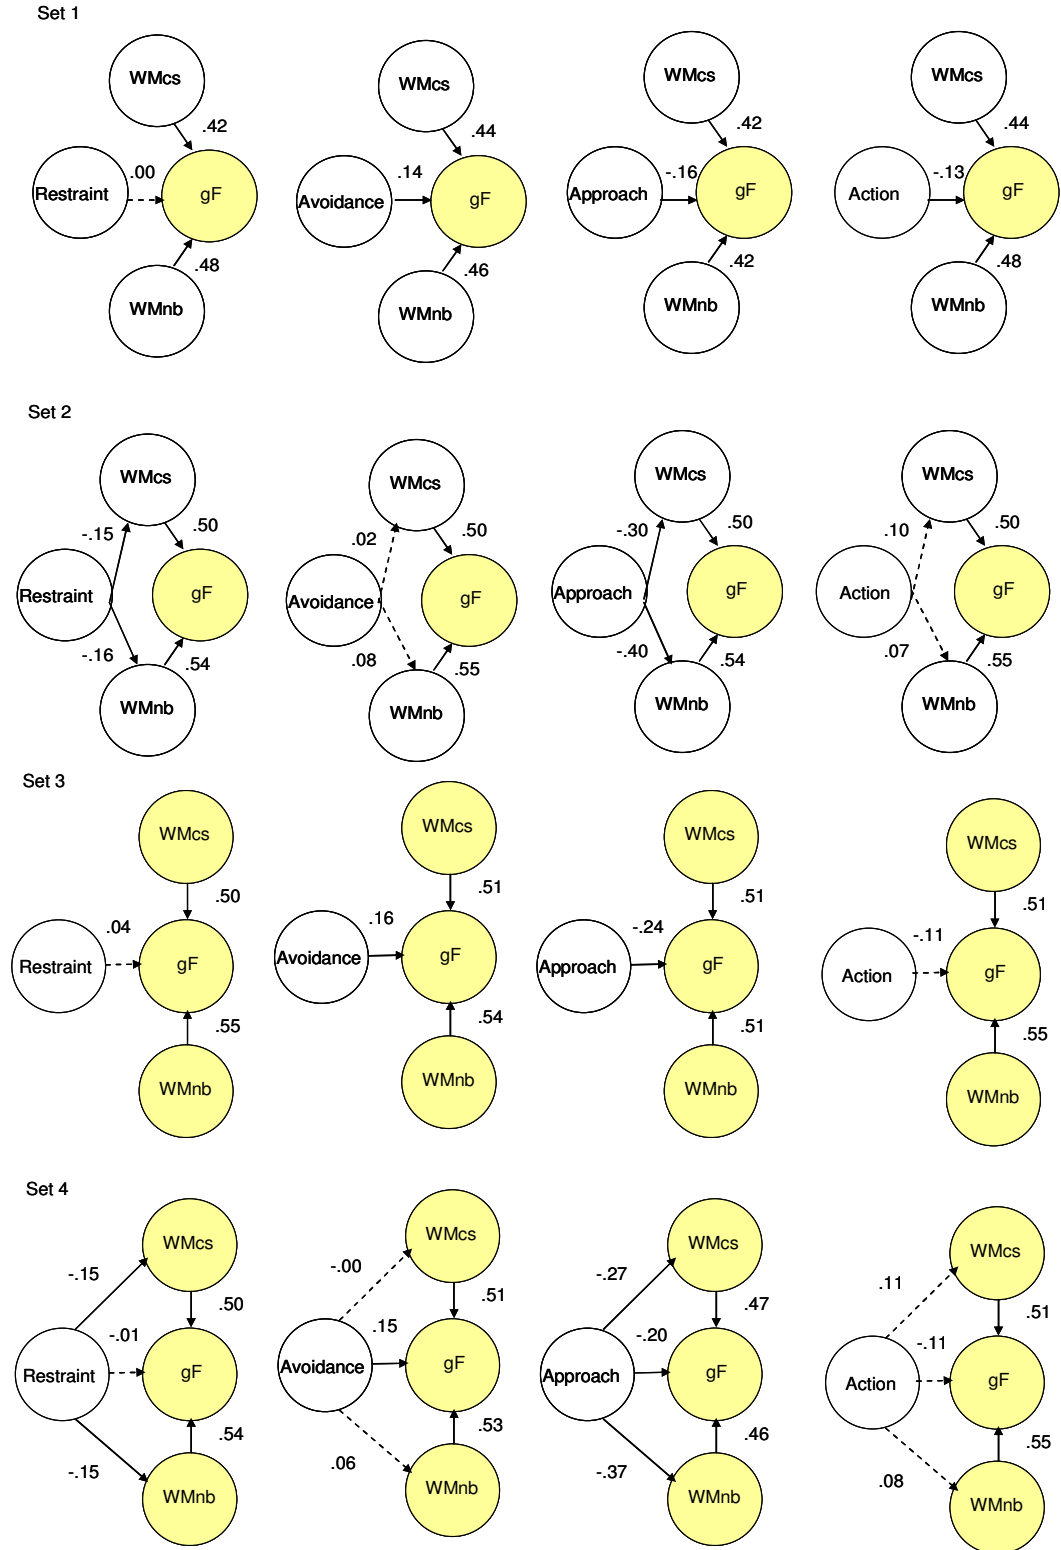 Set 1
WMcs
WMcs
WMcs
WMcs
.42
.44
.42
.44
Restraint
.00
gF
Avoidance
.14
gF
Approach
-.16
gF
Action
-.13
gF
.48
.46
.42
.48
WMnb
WMnb
WMnb
WMnb
Set 2
WMcs
WMcs
WMcs
WMcs
-.15
.50
.02
.50
-.30
.50
.10
.50
Restraint
gF
Avoidance
gF
Approach
gF
Action
gF
-.16
.54
.08
.55
-.40
.54
.07
.55
WMnb
WMnb
WMnb
WMnb
Set 3
WMcs
WMcs
WMcs
WMcs
.50
.51
.51
.51
Restraint
.04
gF
Avoidance
.16
gF
Approach
-.24
gF
Action
-.11
gF
.55
.54
.51
.55
WMnb
WMnb
WMnb
WMnb
Set 4
WMcs
WMcs
WMcs
WMcs
-.15
.50
-.00
.51
-.27
.47
.11
.51
Restraint
-.01
gF
Avoidance
.15
gF
Approach
-.20
gF
Action
-.11
gF
-.15
.54
.06
.53
-.37
.46
.08
.55
WMnb
WMnb
WMnb
WMnb